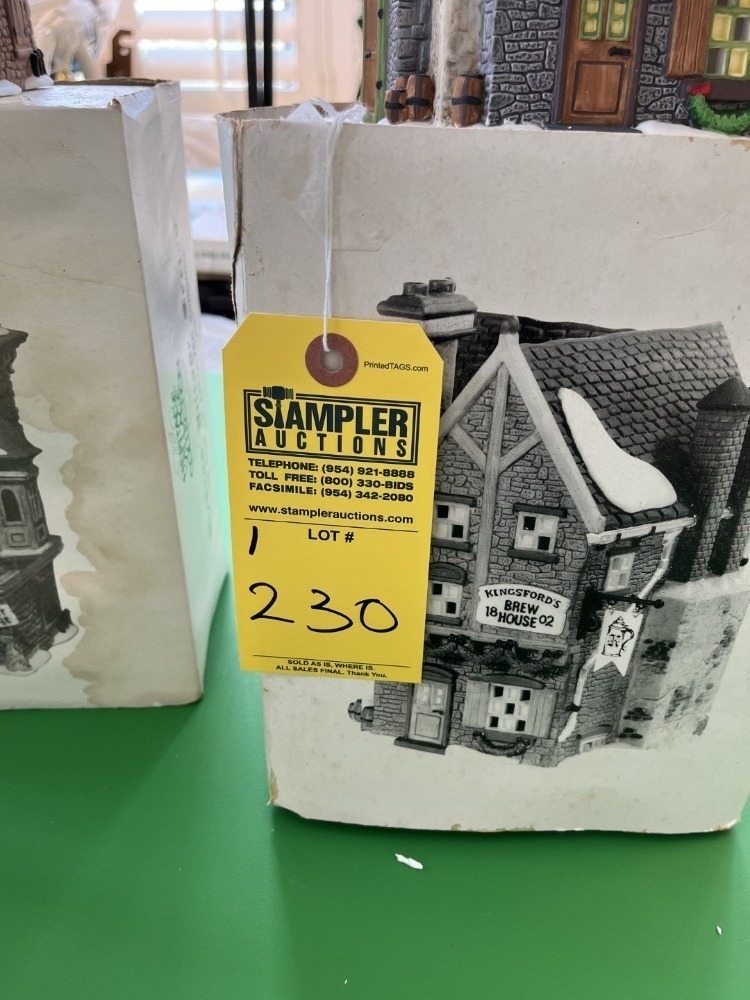 PrintedTAGS.com
STAMPLER
AUCTIONS
TELEPHONE: (954) 921-8888
TOLL FREE: (800) 330-BIDS
FACSIMILE: (954) 342-2080
www.stamplerauctions.com
1 LOT #
230
SOLD AS IS, WHERE IS.
ALL SALES FINAL. Thank You.
KINGSFORD'S
BREW
18 HOUSE 02